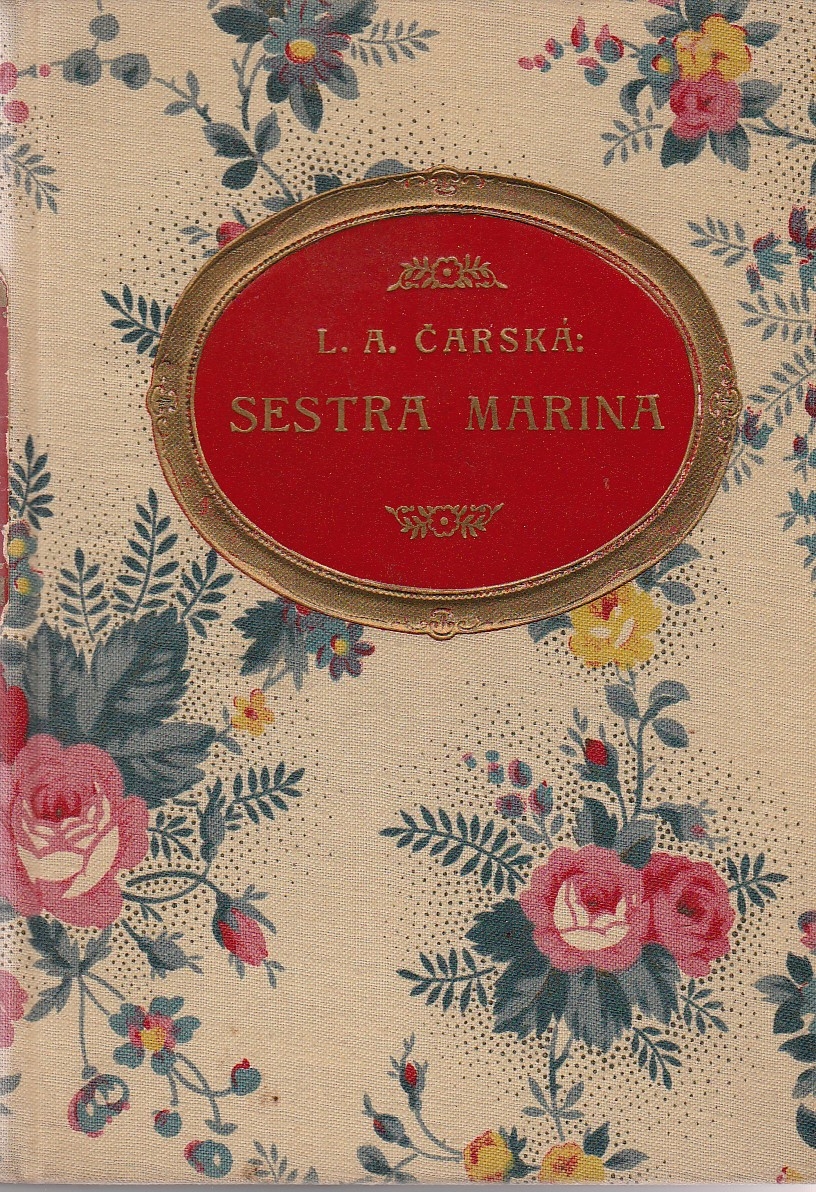 L. A. ČARSKÁ:
SESTRA MARINA